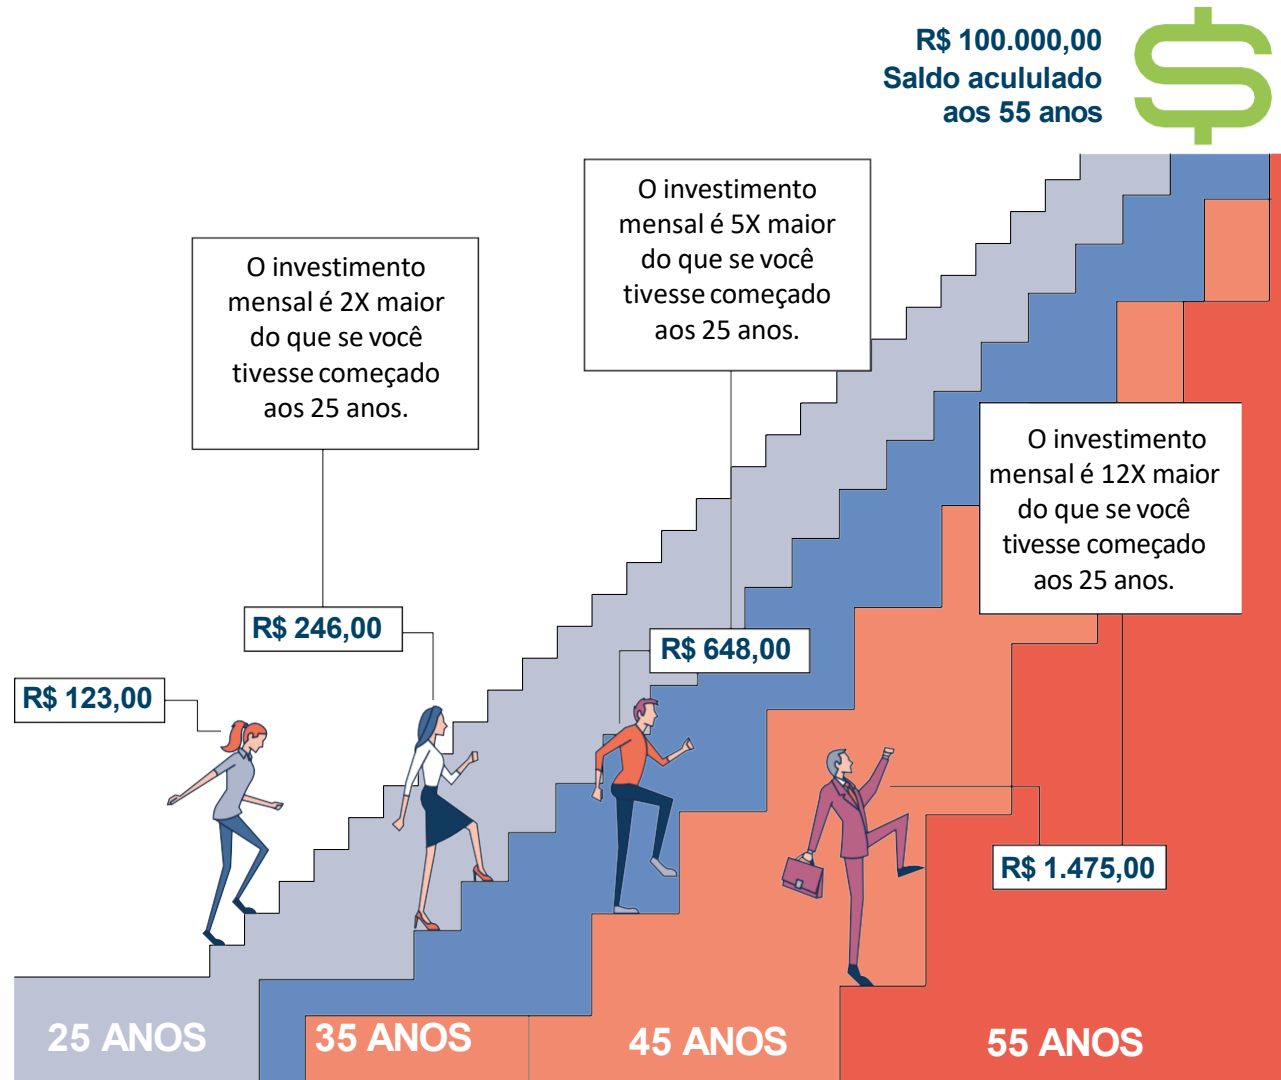 R$ 100.000,00
Saldo acululado
aos 55 anos
O investimento
mensal é 2X maior
do que se você
tivesse começado
aos 25 anos.
O investimento
mensal é 5X maior
do que se você
tivesse começado
aos 25 anos.
O investimento
mensal é 12X maior
do que se você
tivesse começado
aos 25 anos.
R$ 123,00
R$ 246,00
R$ 648,00
R$ 1.475,00
25 ANOS
35 ANOS
45 ANOS
55 ANOS